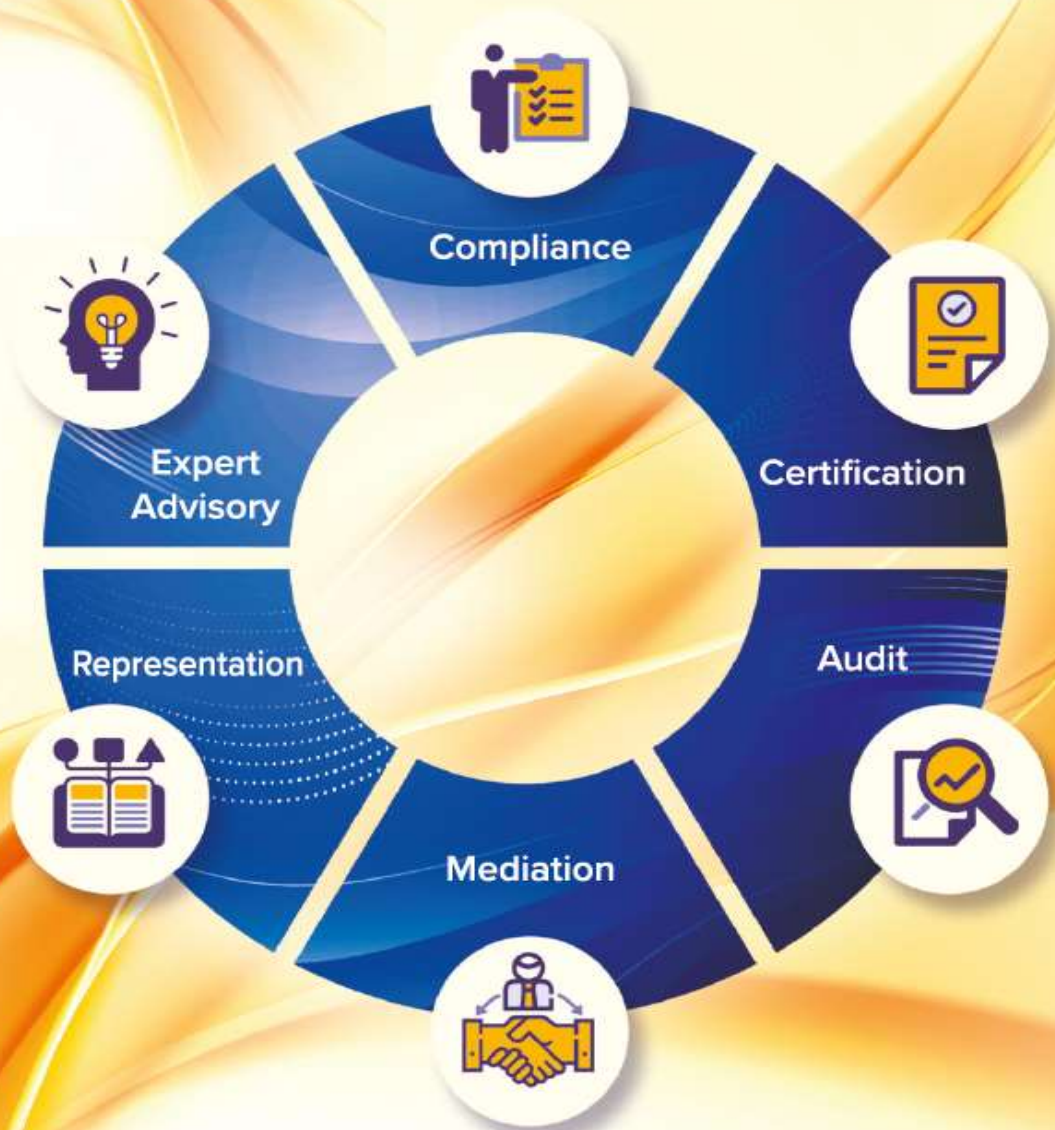 Compliance
Certification
Audit
Mediation
Representation
Expert
Advisory